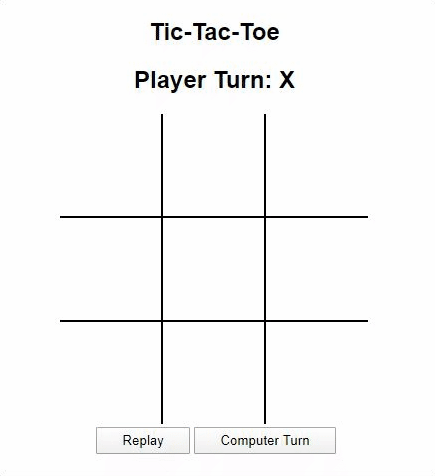 Tic-Tac-Toe
Player Turn: X
Replay Computer Turn